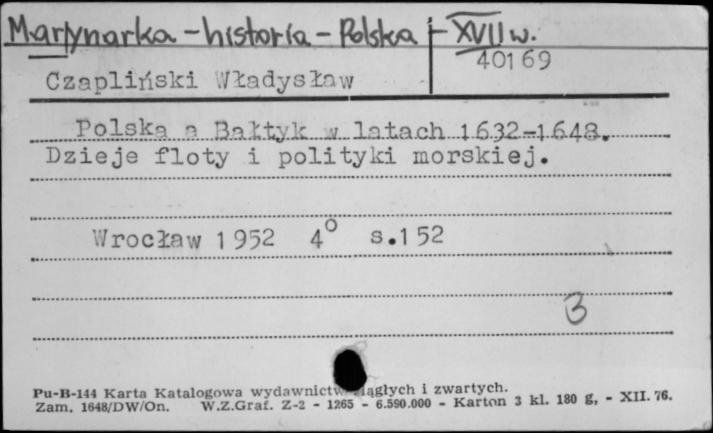 Marynarka - historia - Polska - XVII w.
40169
Czapliński Władysław
Polska a Bałtyk w latach 1632-1648.
Dzieje floty i polityki morskiej.
Wrocław 1952 4° s.152
3
Pu-B-144 Karta Katalogowa wydawnictw ciągłych i zwartych.
Zam. 1648/DW/On. W.Z.Graf. Z-2 - 1265 - 6.590.000 - Karton 3 kl. 180 g, - XII. 76.